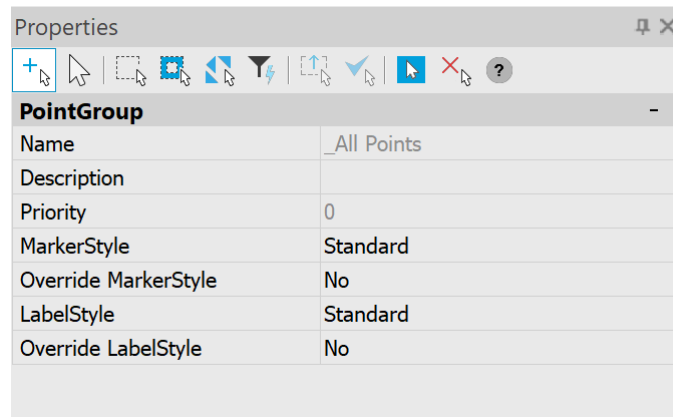 Properties
?
PointGroup -
Name _All Points
Description
Priority 0
MarkerStyle Standard
Override MarkerStyle No
LabelStyle Standard
Override LabelStyle No